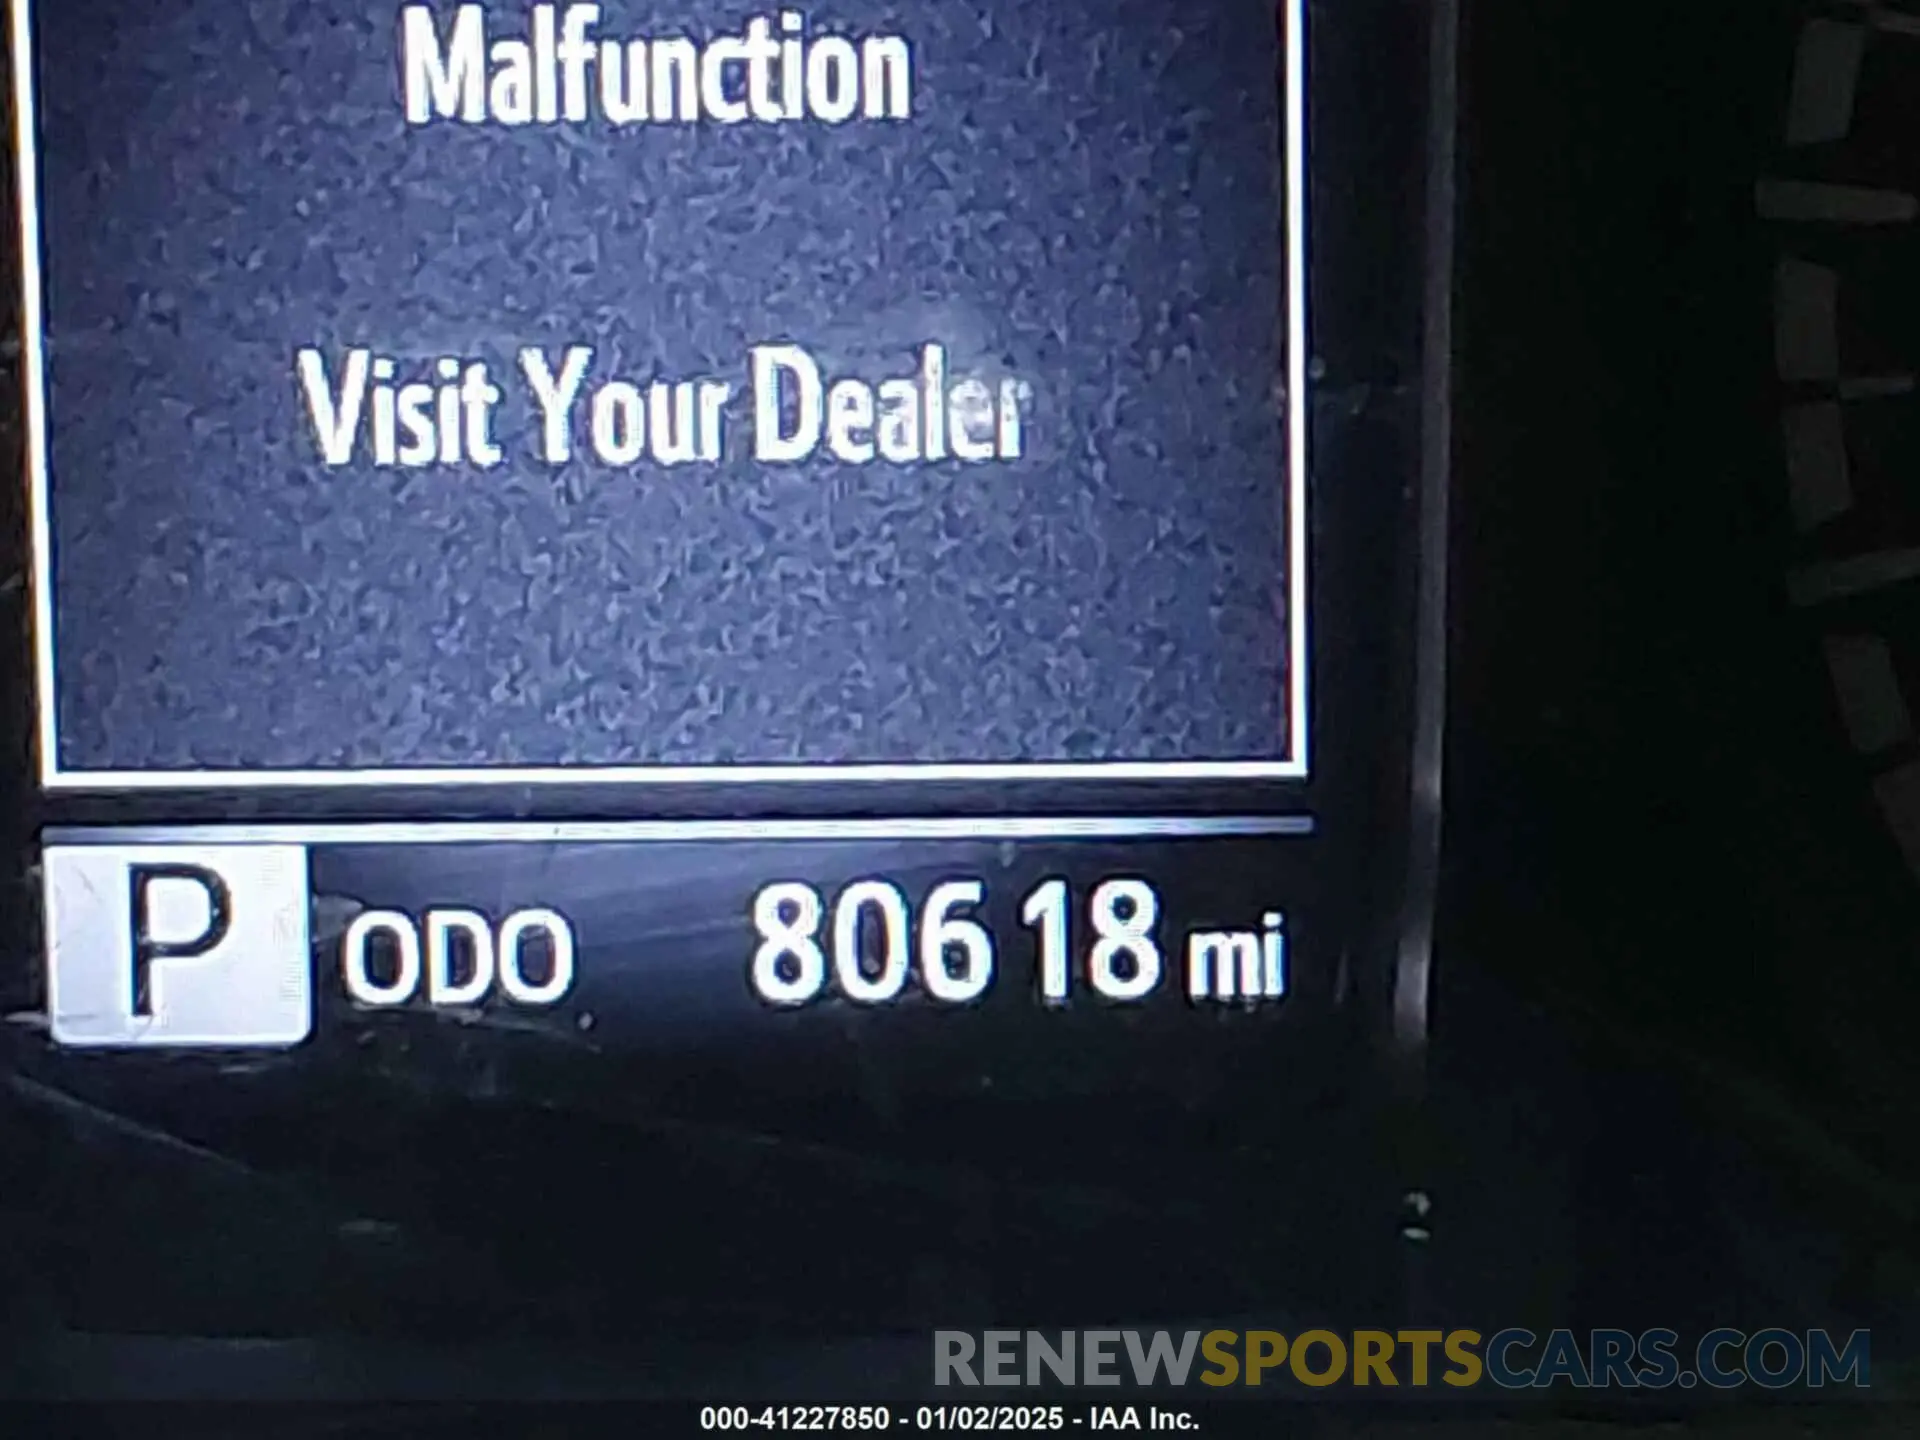 Malfunction
Visit Your Dealer
P ODO 80618 mi
RENEWSPORTSCARS.COM
000-41227850 - 01/02/2025 - IAA Inc.